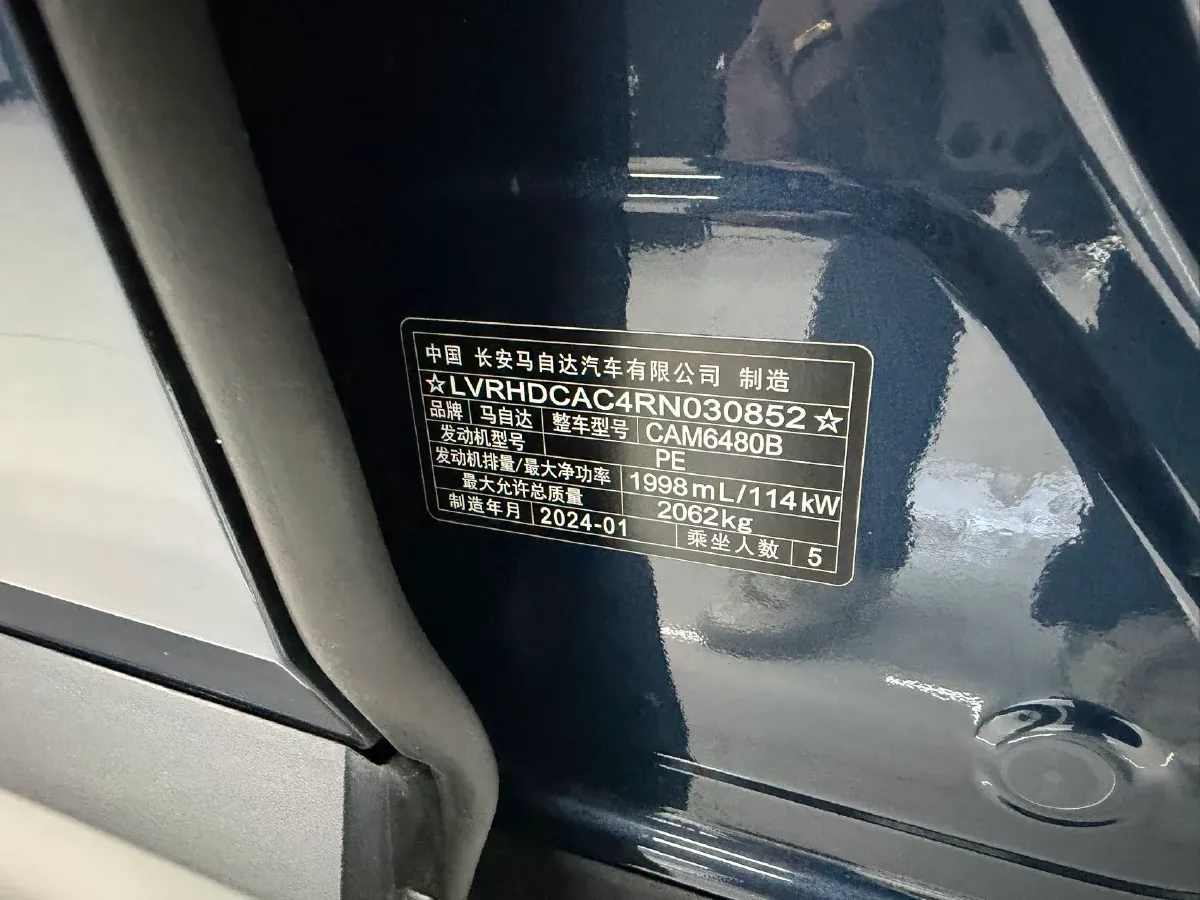 中国 长安马自达汽车有限公司 制造
☆LVRHDCAC4RN030852☆
品牌 马自达 整车型号 CAM6480B
发动机型号 PE
发动机排量/最大净功率 1998mL/114kW
最大允许总质量 2062kg
制造年月 2024-01 乘坐人数 5